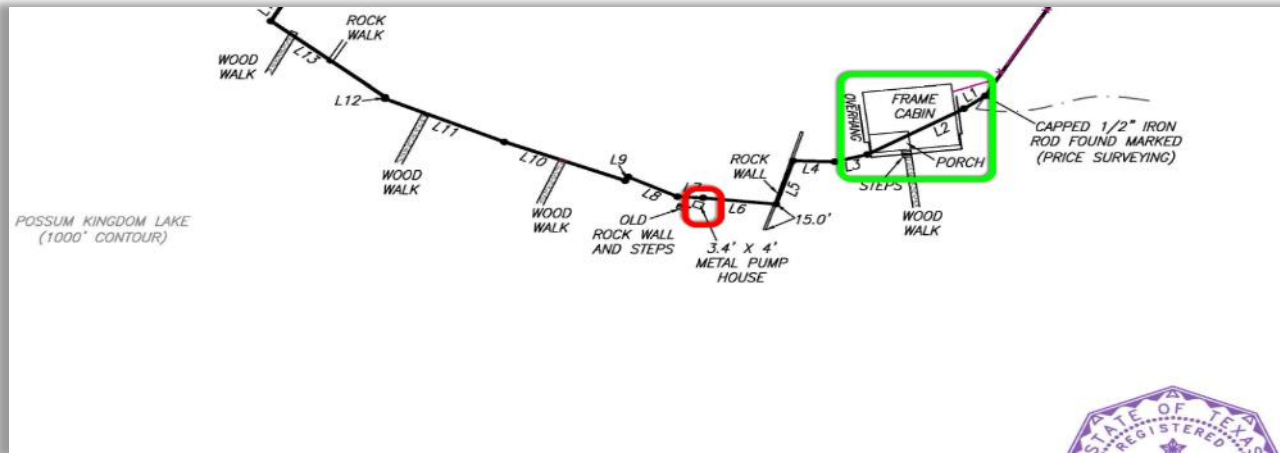 ROCK
WALK
WOOD
WALK
L13
L12
L11
WOOD
WALK
L10
WOOD
WALK
L9
L8
L7
OLD
ROCK WALL
AND STEPS
3.4' X 4'
METAL PUMP
HOUSE
L6
15.0'
ROCK
WALL
L5
L4
L3
OVERHANG
FRAME
CABIN
L1
L2
PORCH
STEPS
WOOD
WALK
CAPPED 1/2" IRON
ROD FOUND MARKED
(PRICE SURVEYING)
POSSUM KINGDOM LAKE
(1000' CONTOUR)
STATE OF TEXAS
REGISTERED